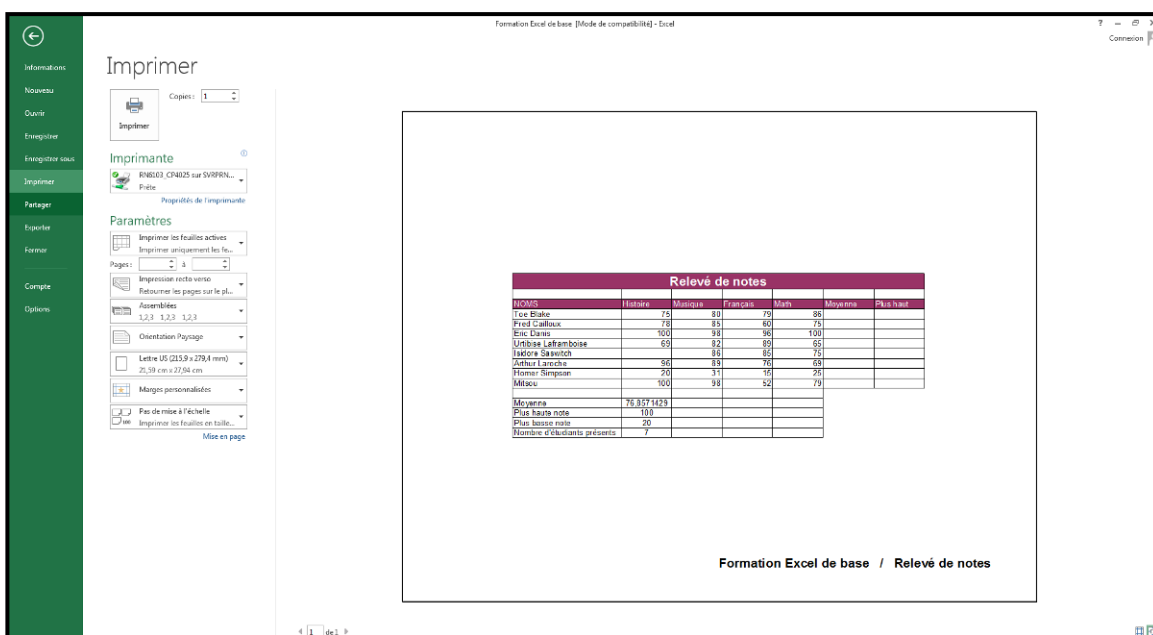 Formation Excel de base [Mode de compatibilité] - Excel
?
Connexion
Informations
Nouveau
Ouvrir
Enregistrer
Enregistrer sous
Imprimer
Partager
Exporter
Fermer
Compte
Options
Imprimer
Copies : 1
Imprimer
Imprimante
RN6103_CP4025 sur SVRPRN...
Prête
Propriétés de l'imprimante
Paramètres
Imprimer les feuilles actives
Imprimer uniquement les fe...
Pages : à
Impression recto verso
Retourner les pages sur le pl...
Assemblées
1,2,3 1,2,3 1,2,3
Orientation Paysage
Lettre US (215,9 x 279,4 mm)
21,59 cm x 27,94 cm
Marges personnalisées
Pas de mise à l'échelle
Imprimer les feuilles en taille...
Mise en page
Relevé de notes
NOMS Histoire Musique Français Math Moyenne Plus haut
Toe Blake 75 80 79 86
Fred Cailloux 78 85 60 75
Eric Danis 100 98 96 100
Urtibise Laframboise 69 82 89 65
Isidore Saswitch 86 85 75
Arthur Laroche 96 89 76 69
Homer Simpson 20 31 15 25
Mitsou 100 98 52 79
Moyenne 76,8571429
Plus haute note 100
Plus basse note 20
Nombre d'étudiants présents 7
Formation Excel de base / Relevé de notes
1 de 1